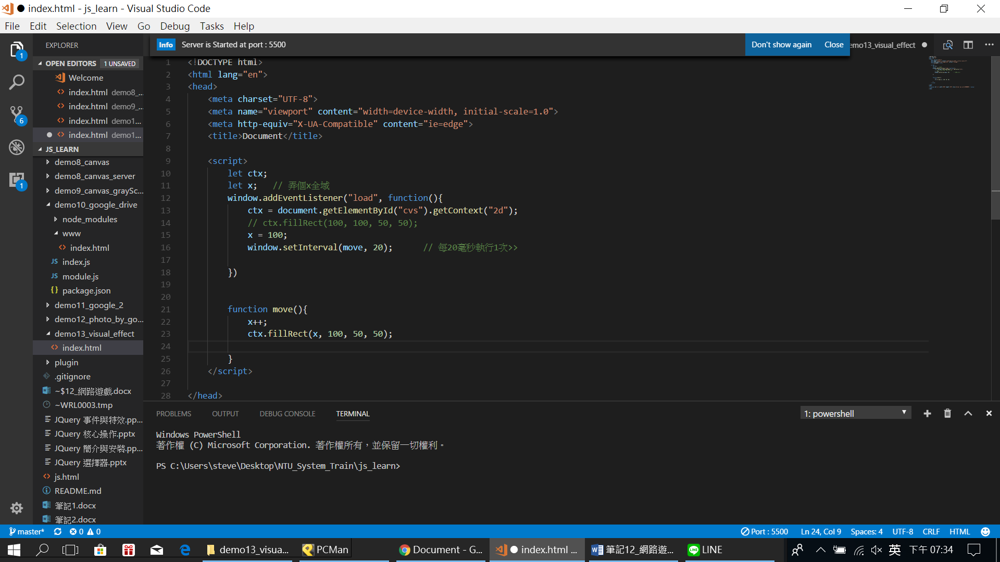 index.html - js_learn - Visual Studio Code
File Edit Selection View Go Debug Tasks Help
EXPLORER
OPEN EDITORS 1 UNSAVED
Welcome
index.html demo8_...
index.html demo9_...
index.html demo1...
index.html demo1...
JS_LEARN
demo8_canvas
demo8_canvas_server
demo9_canvas_graySc...
demo10_google_drive
node_modules
www
index.html
JS index.js
JS module.js
{} package.json
demo11_google_2
demo12_photo_by_go...
demo13_visual_effect
index.html
plugin
.gitignore
~$12_網路遊戲.docx
~WRL0003.tmp
JQuery 事件與特效.pp...
JQuery 核心操作.pptx
JQuery 簡介與安裝.pp...
JQuery 選擇器.pptx
js.html
README.md
筆記1.docx
筆記2.docx
1
6
1
Info Server is Started at port : 5500 Don't show again Close
emo13_visual_effect
1 <!DOCTYPE html>
2 <html lang="en">
3 <head>
4 <meta charset="UTF-8">
5 <meta name="viewport" content="width=device-width, initial-scale=1.0">
6 <meta http-equiv="X-UA-Compatible" content="ie=edge">
7 <title>Document</title>
8
9 <script>
10 let ctx;
11 let x; // 弄個x全域
12 window.addEventListener("load", function(){
13 ctx = document.getElementById("cvs").getContext("2d");
14 // ctx.fillRect(100, 100, 50, 50);
15 x = 100;
16 window.setInterval(move, 20); // 每20毫秒執行1次>>
17
18 })
19
20
21 function move(){
22 x++;
23 ctx.fillRect(x, 100, 50, 50);
24
25 }
26 </script>
27
28 </head>
PROBLEMS OUTPUT DEBUG CONSOLE TERMINAL 1: powershell
Windows PowerShell
著作權 (C) Microsoft Corporation. 著作權所有，並保留一切權利。
PS C:\Users\steve\Desktop\NTU_System_Train\js_learn>
master* 0 0 Port : 5500 Ln 24, Col 9 Spaces: 4 UTF-8 CRLF HTML
demo13_visua... PCMan Document - G... index.html ... 筆記12_網路遊... LINE 英 下午 07:34